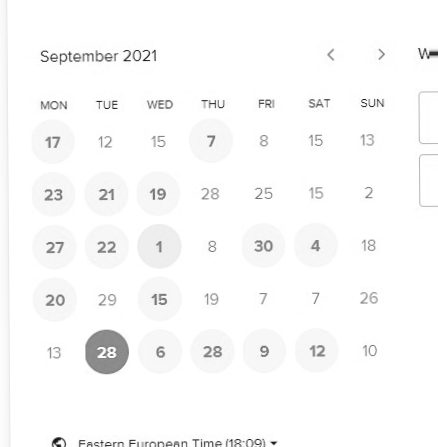 September 2021
MON TUE WED THU FRI SAT SUN
17 12 15 7 8 15 13
23 21 19 28 25 15 2
27 22 1 8 30 4 18
20 29 15 19 7 7 26
13 28 6 28 9 12 10
Eastern European Time (18:09)